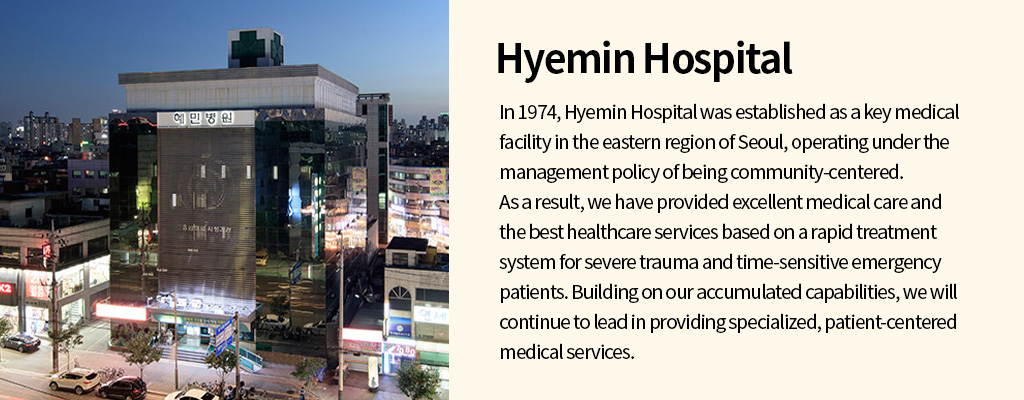 혜민병원
K2
Hyemin Hospital
In 1974, Hyemin Hospital was established as a key medical
facility in the eastern region of Seoul, operating under the
management policy of being community-centered.
As a result, we have provided excellent medical care and
the best healthcare services based on a rapid treatment
system for severe trauma and time-sensitive emergency
patients. Building on our accumulated capabilities, we will
continue to lead in providing specialized, patient-centered
medical services.